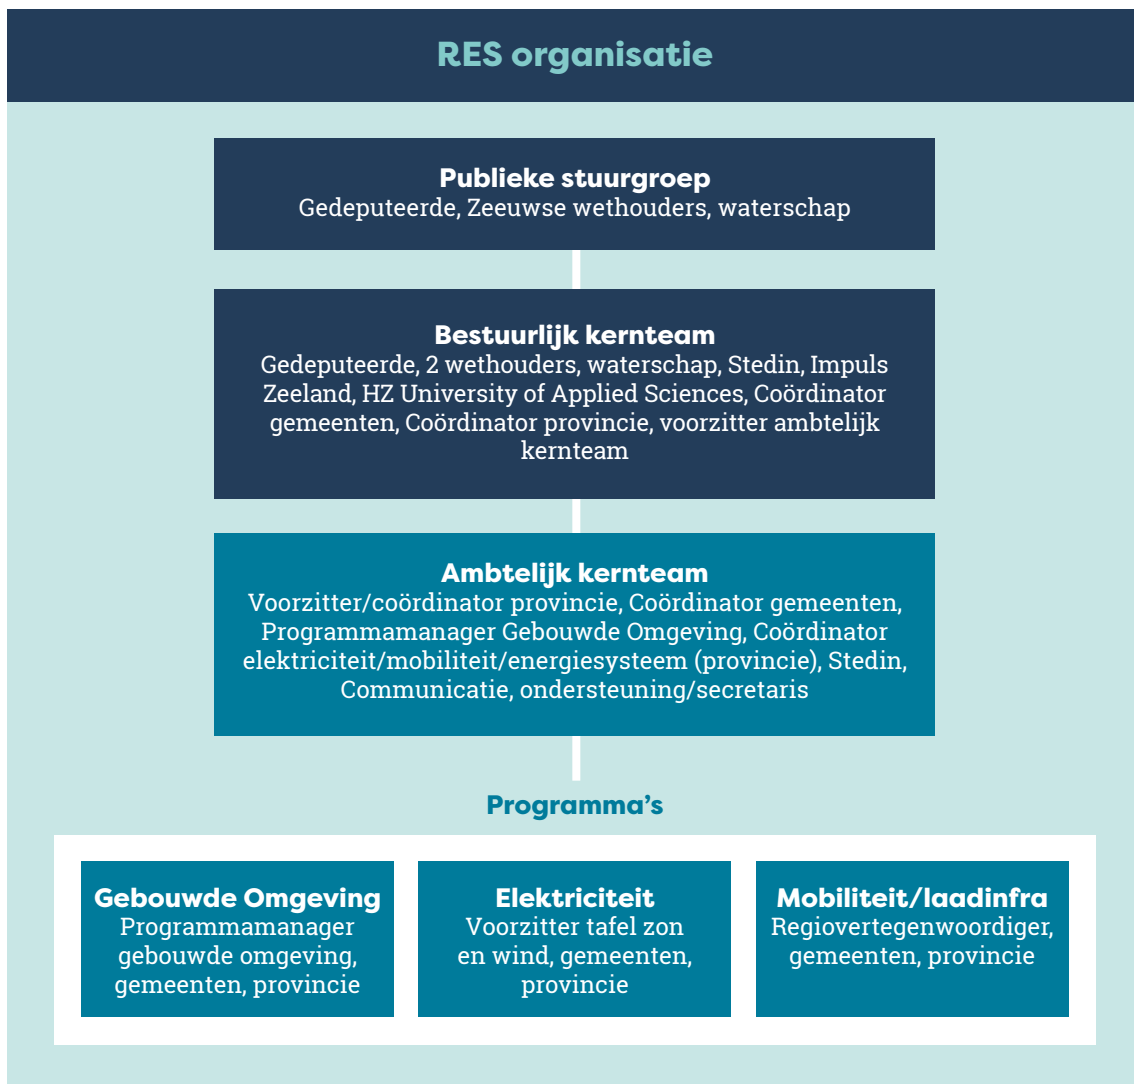 RES organisatie
Publieke stuurgroep
Gedeputeerde, Zeeuwse wethouders, waterschap
Bestuurlijk kernteam
Gedeputeerde, 2 wethouders, waterschap, Stedin, Impuls
Zeeland, HZ University of Applied Sciences, Coördinator
gemeenten, Coördinator provincie, voorzitter ambtelijk
kernteam
Ambtelijk kernteam
Voorzitter/coördinator provincie, Coördinator gemeenten,
Programmamanager Gebouwde Omgeving, Coördinator
elektriciteit/mobiliteit/energiesysteem (provincie), Stedin,
Communicatie, ondersteuning/secretaris
Programma’s
Gebouwde Omgeving
Programmamanager
gebouwde omgeving,
gemeenten, provincie
Elektriciteit
Voorzitter tafel zon
en wind, gemeenten,
provincie
Mobiliteit/laadinfra
Regiovertegenwoordiger,
gemeenten, provincie